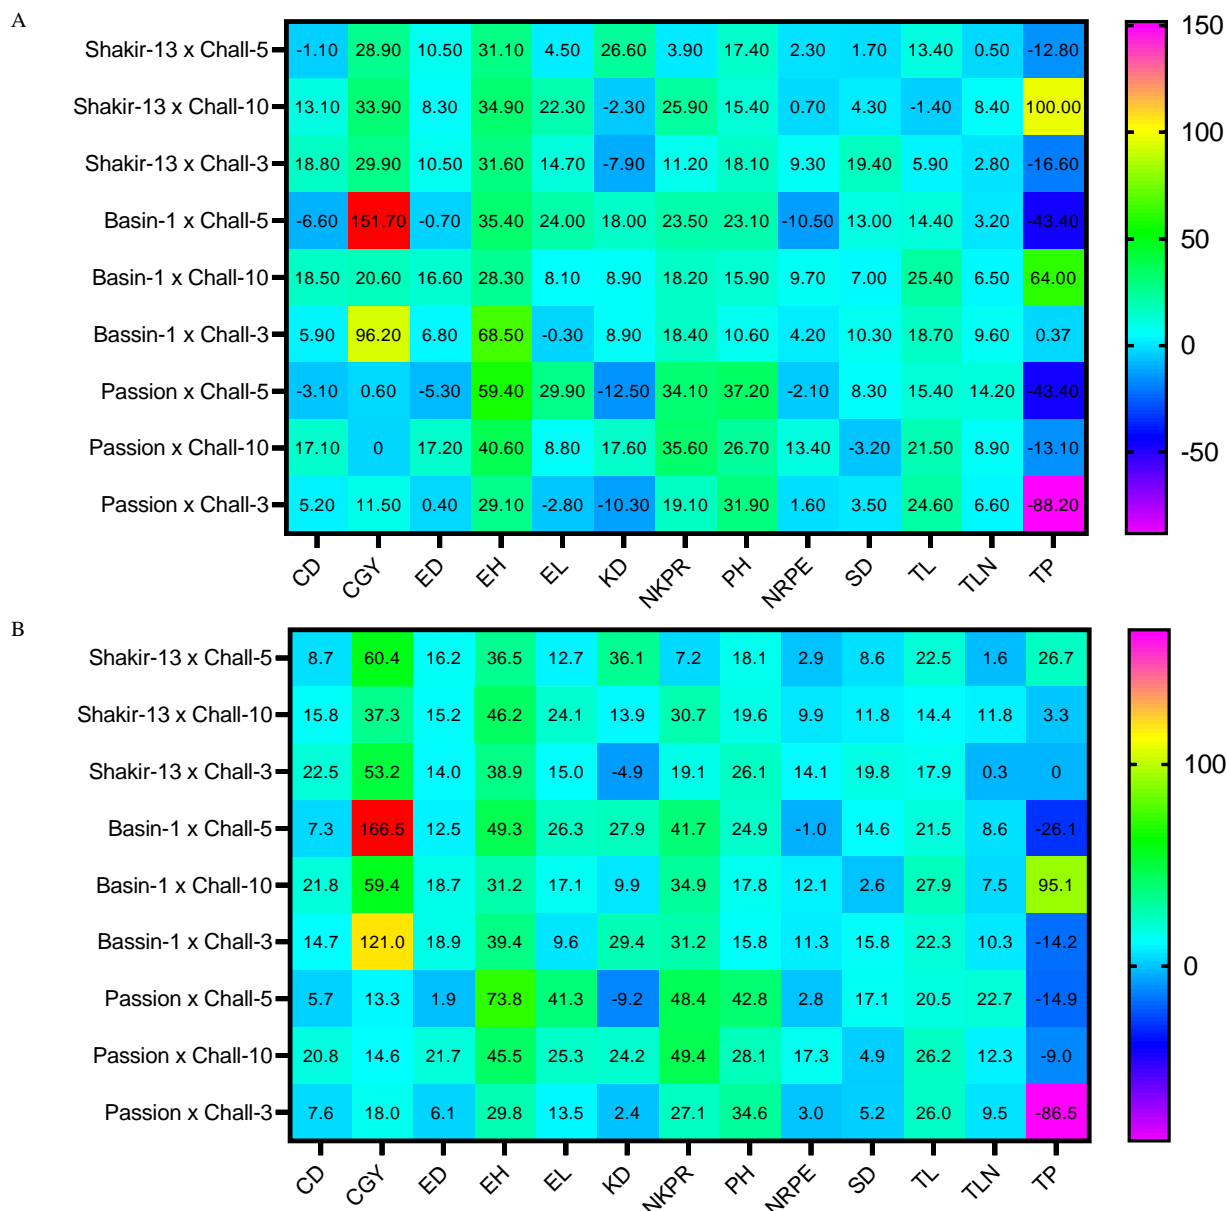 A
Shakir-13 x Chall-5 -1.10 28.90 10.50 31.10 4.50 26.60 3.90 17.40 2.30 1.70 13.40 0.50 -12.80
Shakir-13 x Chall-10 13.10 33.90 8.30 34.90 22.30 -2.30 25.90 15.40 0.70 4.30 -1.40 8.40 100.00
Shakir-13 x Chall-3 18.80 29.90 10.50 31.60 14.70 -7.90 11.20 18.10 9.30 19.40 5.90 2.80 -16.60
Basin-1 x Chall-5 -6.60 151.70 -0.70 35.40 24.00 18.00 23.50 23.10 -10.50 13.00 14.40 3.20 -43.40
Basin-1 x Chall-10 18.50 20.60 16.60 28.30 8.10 8.90 18.20 15.90 9.70 7.00 25.40 6.50 64.00
Bassin-1 x Chall-3 5.90 96.20 6.80 68.50 -0.30 8.90 18.40 10.60 4.20 10.30 18.70 9.60 0.37
Passion x Chall-5 -3.10 0.60 -5.30 59.40 29.90 -12.50 34.10 37.20 -2.10 8.30 15.40 14.20 -43.40
Passion x Chall-10 17.10 0 17.20 40.60 8.80 17.60 35.60 26.70 13.40 -3.20 21.50 8.90 -13.10
Passion x Chall-3 5.20 11.50 0.40 29.10 -2.80 -10.30 19.10 31.90 1.60 3.50 24.60 6.60 -88.20
CD CGY ED EH EL KD NKPR PH NRPE SD TL TLN TP
150
100
50
0
-50
B
Shakir-13 x Chall-5 8.7 60.4 16.2 36.5 12.7 36.1 7.2 18.1 2.9 8.6 22.5 1.6 26.7
Shakir-13 x Chall-10 15.8 37.3 15.2 46.2 24.1 13.9 30.7 19.6 9.9 11.8 14.4 11.8 3.3
Shakir-13 x Chall-3 22.5 53.2 14.0 38.9 15.0 -4.9 19.1 26.1 14.1 19.8 17.9 0.3 0
Basin-1 x Chall-5 7.3 166.5 12.5 49.3 26.3 27.9 41.7 24.9 -1.0 14.6 21.5 8.6 -26.1
Basin-1 x Chall-10 21.8 59.4 18.7 31.2 17.1 9.9 34.9 17.8 12.1 2.6 27.9 7.5 95.1
Bassin-1 x Chall-3 14.7 121.0 18.9 39.4 9.6 29.4 31.2 15.8 11.3 15.8 22.3 10.3 -14.2
Passion x Chall-5 5.7 13.3 1.9 73.8 41.3 -9.2 48.4 42.8 2.8 17.1 20.5 22.7 -14.9
Passion x Chall-10 20.8 14.6 21.7 45.5 25.3 24.2 49.4 28.1 17.3 4.9 26.2 12.3 -9.0
Passion x Chall-3 7.6 18.0 6.1 29.8 13.5 2.4 27.1 34.6 3.0 5.2 26.0 9.5 -86.5
CD CGY ED EH EL KD NKPR PH NRPE SD TL TLN TP
100
0